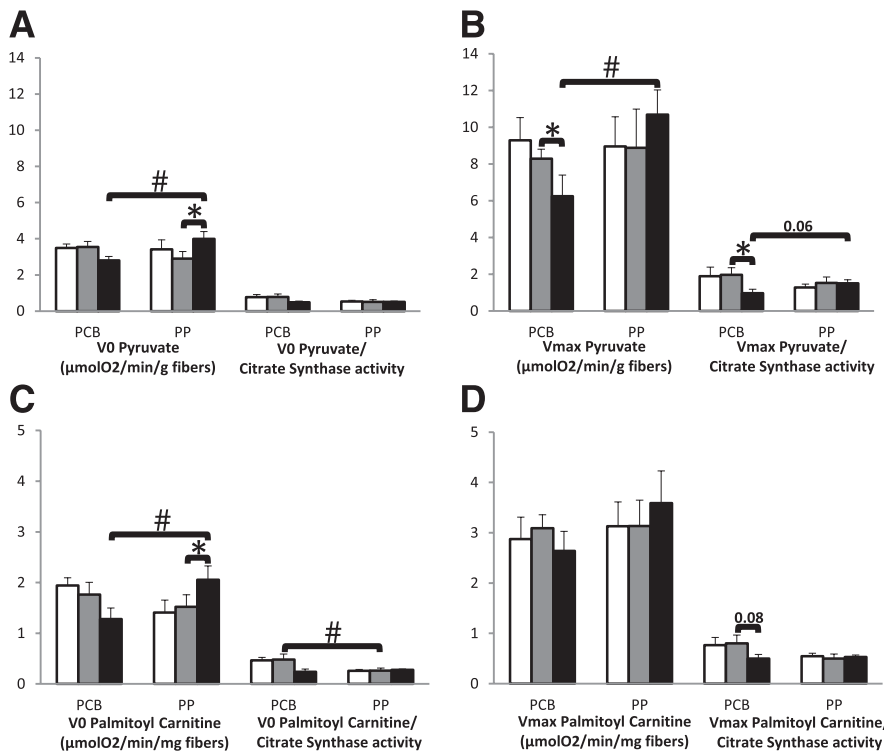 A
14
12
10
8
6
4
2
0
#
*
PCB PP PCB PP
V0 Pyruvate V0 Pyruvate/
(µmolO2/min/g fibers) Citrate Synthase activity
B
14
12
10
8
6
4
2
0
#
*
0.06
*
PCB PP PCB PP
Vmax Pyruvate Vmax Pyruvate/
(µmolO2/min/g fibers) Citrate Synthase activity
C
5
4
3
2
1
0
#
*
#
PCB PP PCB PP
V0 Palmitoyl Carnitine V0 Palmitoyl Carnitine/
(µmolO2/min/mg fibers) Citrate Synthase activity
D
5
4
3
2
1
0
0.08
PCB PP PCB PP
Vmax Palmitoyl Carnitine Vmax Palmitoyl Carnitine/
(µmolO2/min/mg fibers) Citrate Synthase activity